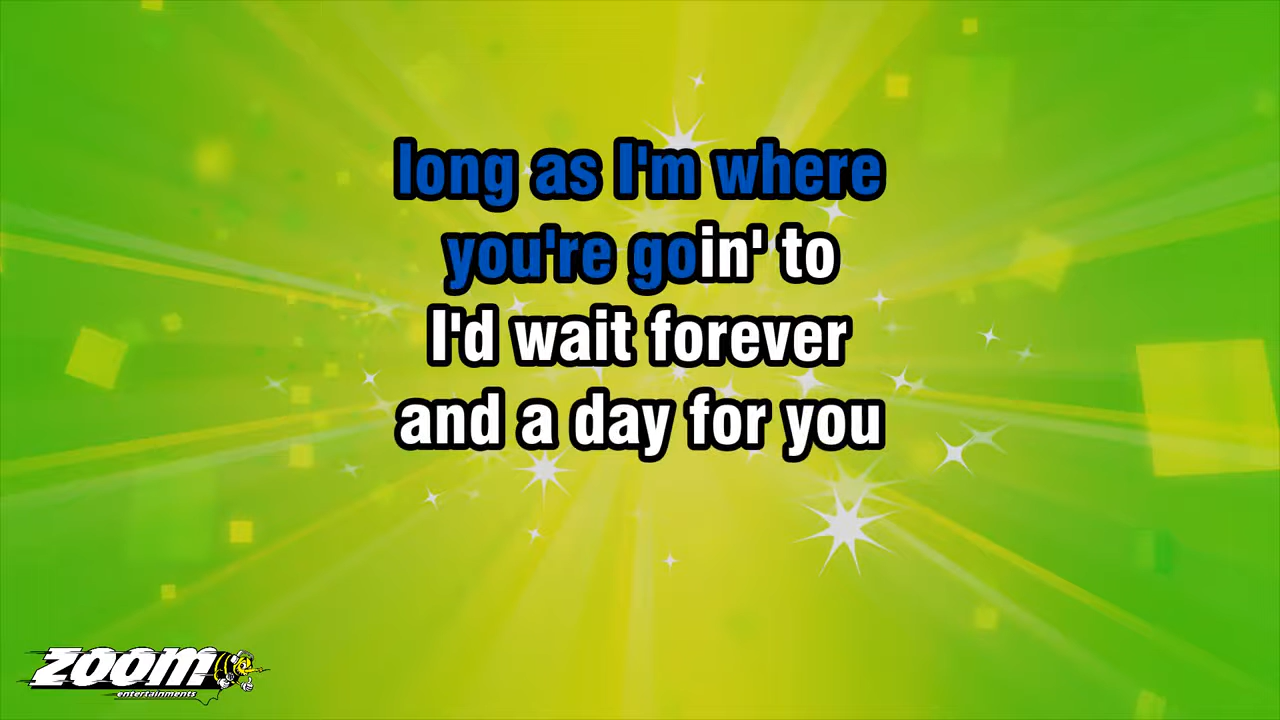 long as I'm where
you're goin' to
I'd wait forever
and a day for you
ZOOM
entertainments